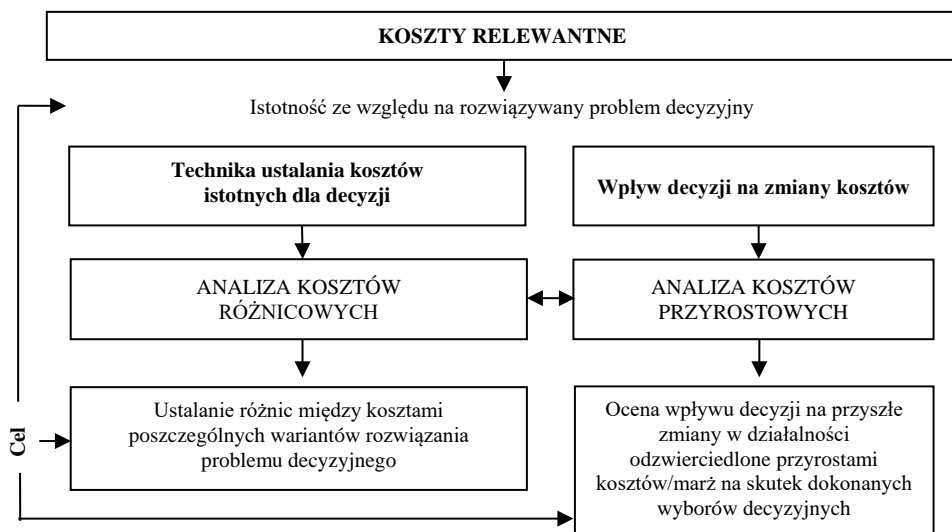 KOSZTY RELEWANTNE
Istotność ze względu na rozwiązywany problem decyzyjny
Technika ustalania kosztów
istotnych dla decyzji
Wpływ decyzji na zmiany kosztów
ANALIZA KOSZTÓW
RÓŻNICOWYCH
ANALIZA KOSZTÓW
PRZYROSTOWYCH
Cel
Ustalanie różnic między kosztami
poszczególnych wariantów rozwiązania
problemu decyzyjnego
Ocena wpływu decyzji na przyszłe
zmiany w działalności
odzwierciedlone przyrostami
kosztów/marż na skutek dokonanych
wyborów decyzyjnych